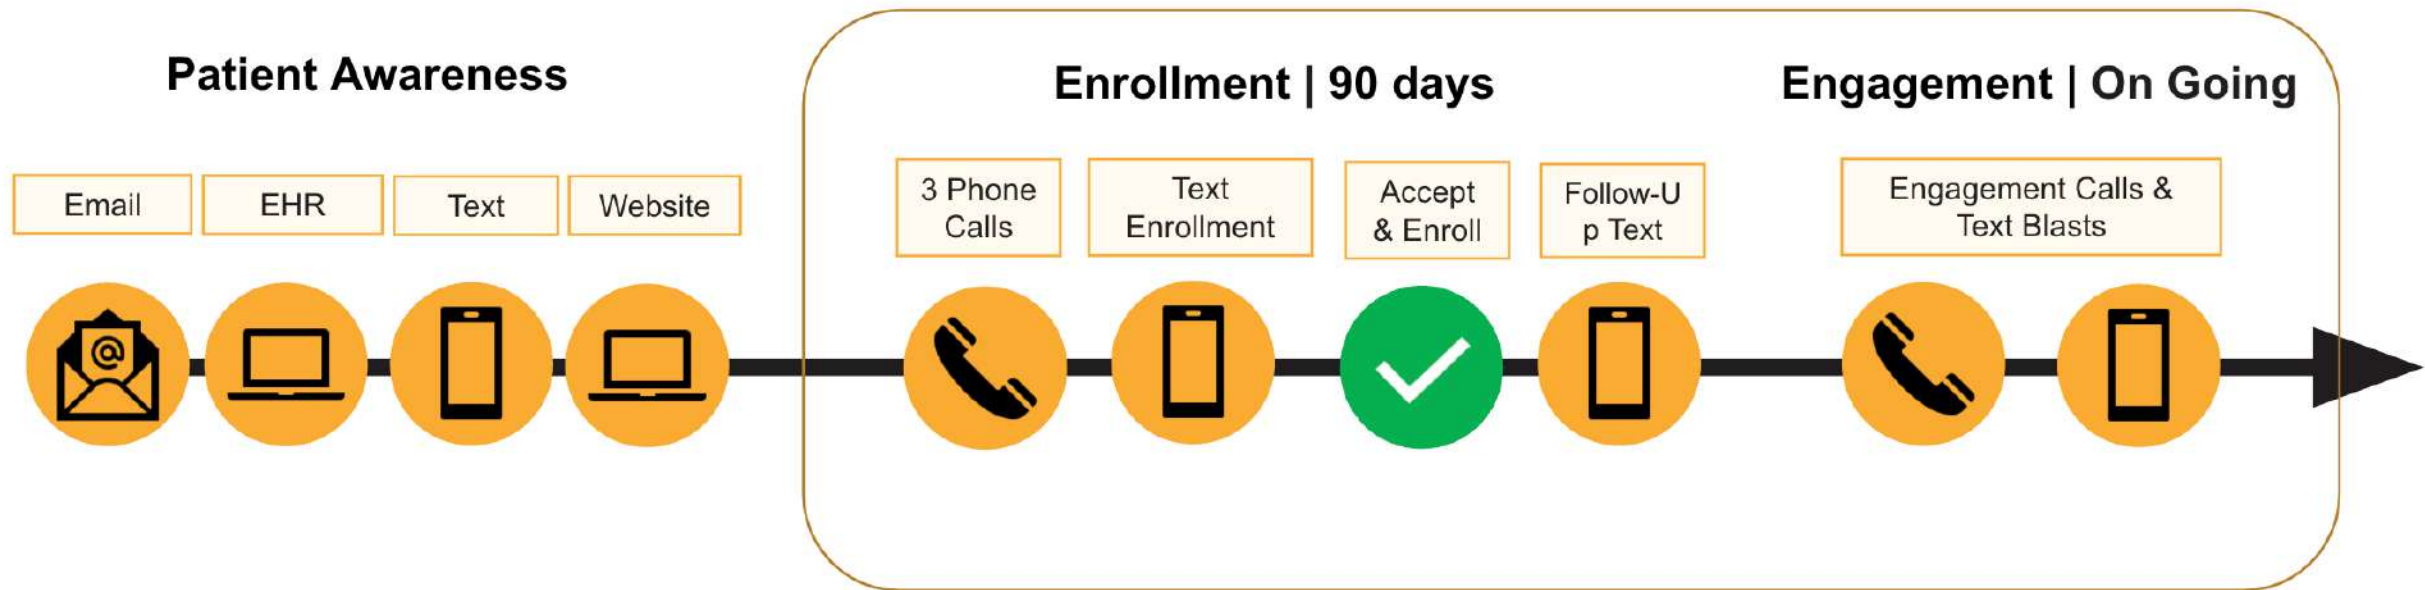 Patient Awareness
Email
EHR
Text
Website
@
Enrollment | 90 days
3 Phone
Calls
Text
Enrollment
Accept
& Enroll
Follow-U
p Text
Engagement | On Going
Engagement Calls &
Text Blasts